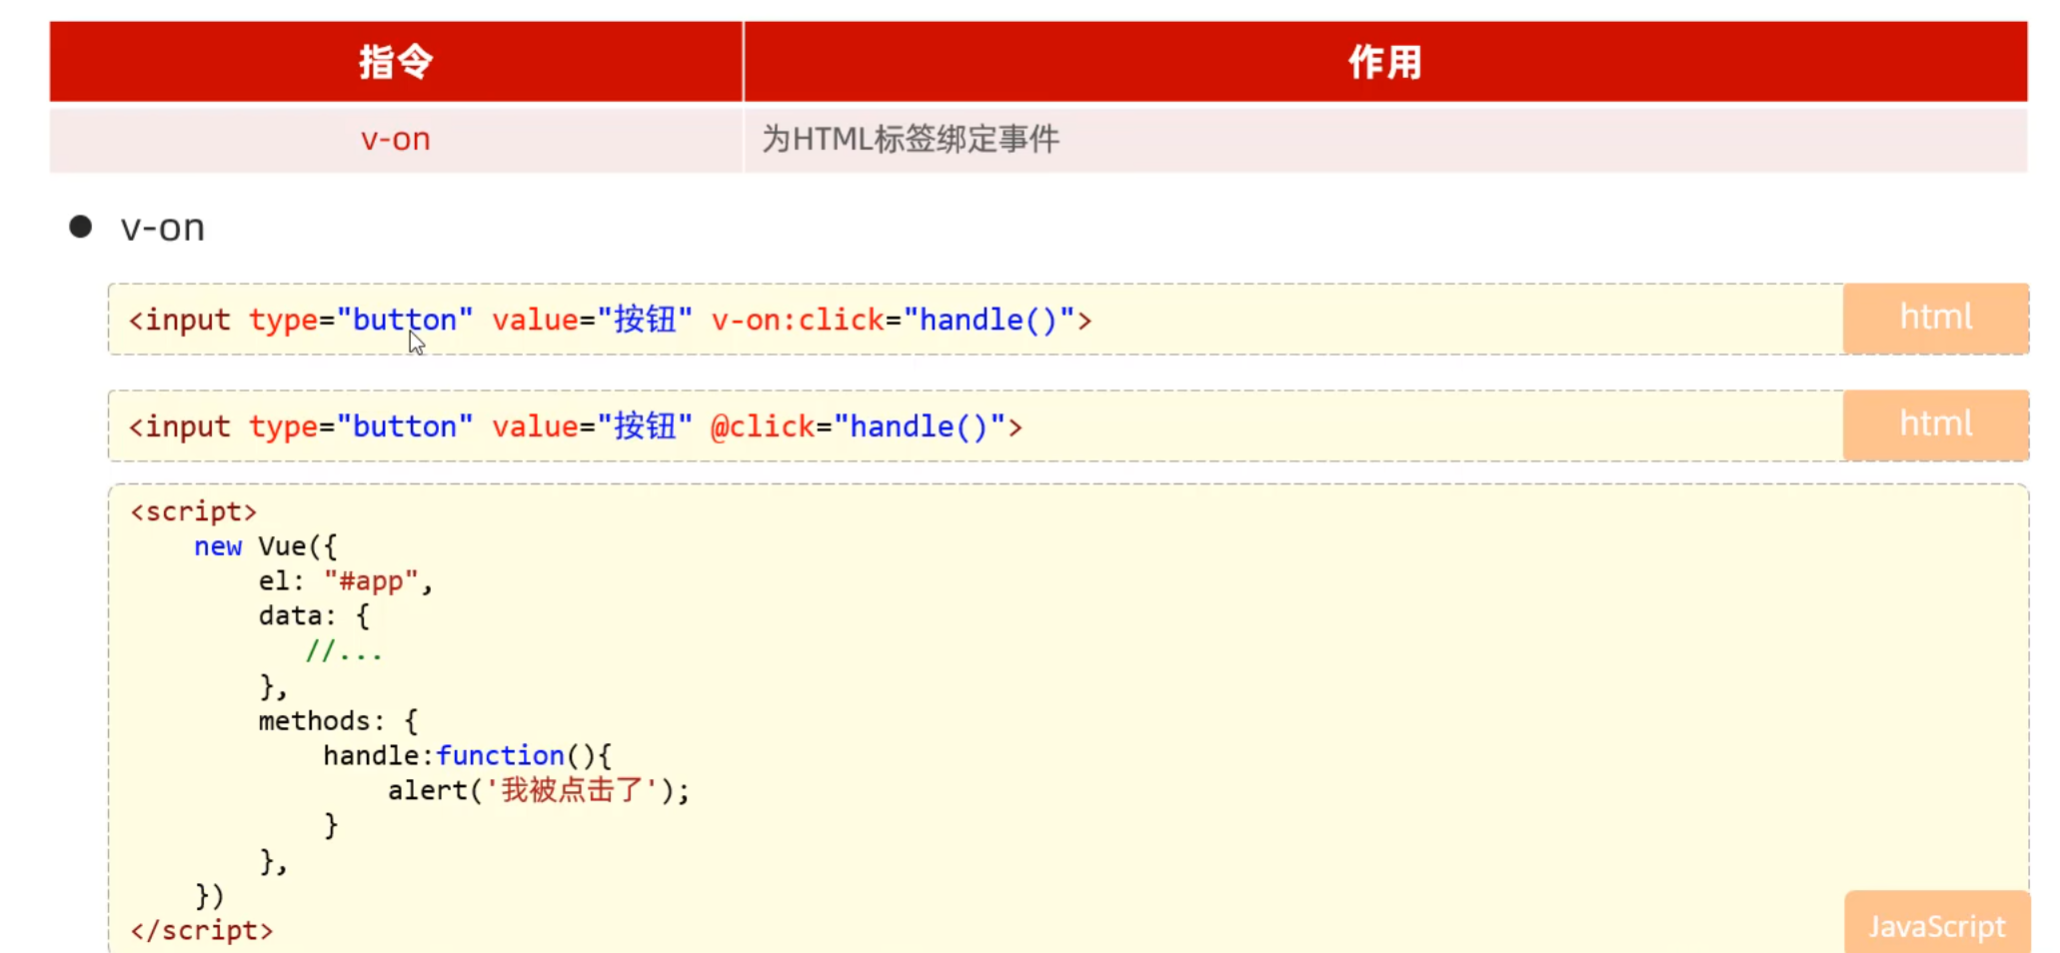 指令 作用
v-on 为HTML标签绑定事件
● v-on
<input type="button" value="按钮" v-on:click="handle()"> html
<input type="button" value="按钮" @click="handle()"> html
<script>
    new Vue({
        el: "#app",
        data: {
           //...
        },
        methods: {
            handle:function(){
                alert('我被点击了');
            }
        },
    })
</script>
JavaScript